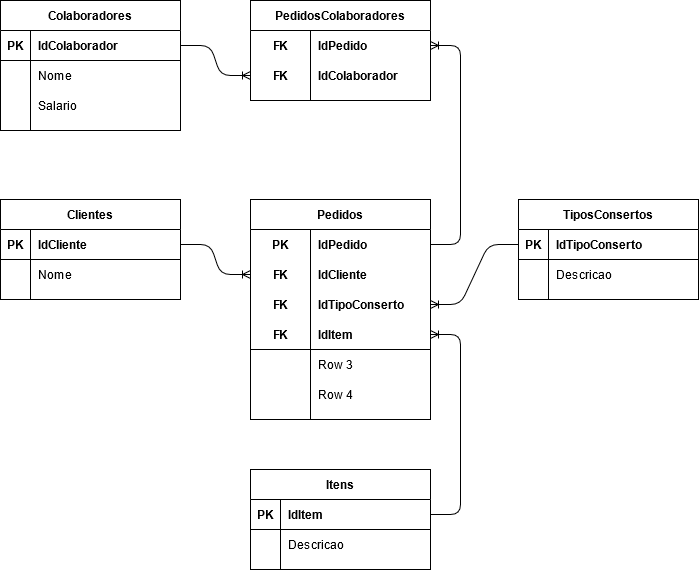 Colaboradores
PK IdColaborador
Nome
Salario
PedidosColaboradores
FK IdPedido
FK IdColaborador
Clientes
PK IdCliente
Nome
Pedidos
PK IdPedido
FK IdCliente
FK IdTipoConserto
FK IdItem
Row 3
Row 4
TiposConsertos
PK IdTipoConserto
Descricao
Itens
PK IdItem
Descricao